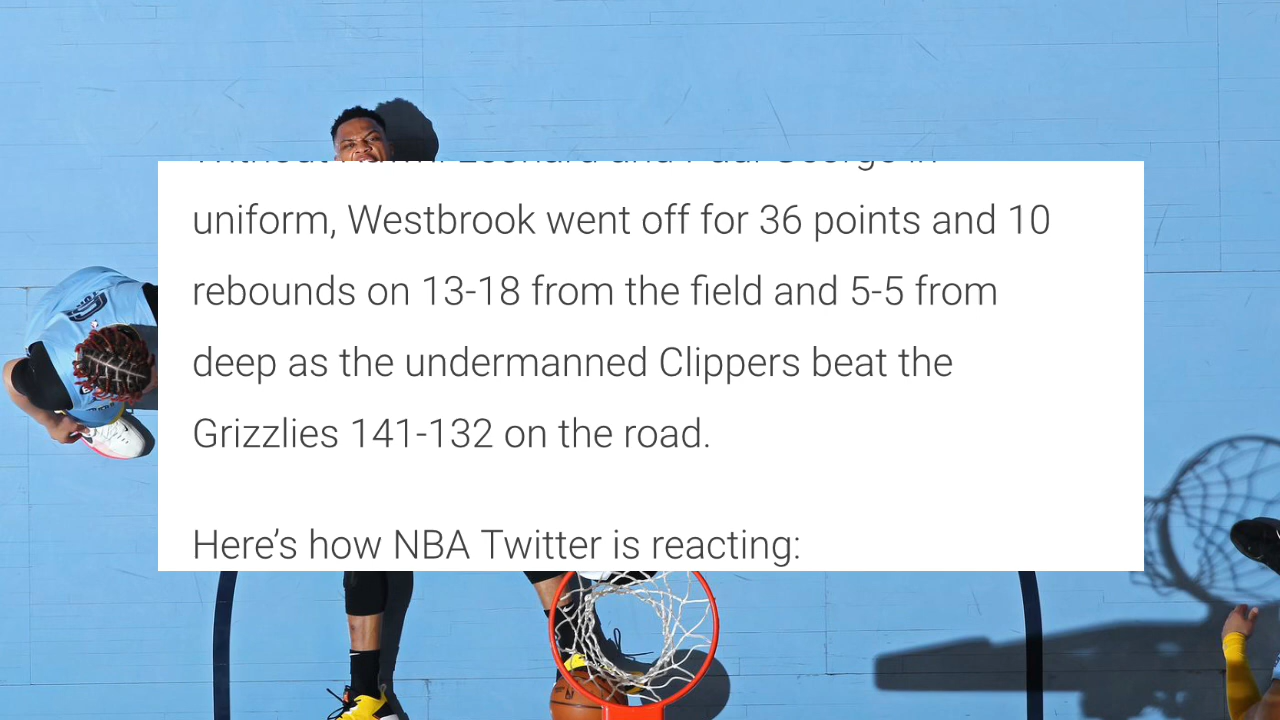 uniform, Westbrook went off for 36 points and 10
rebounds on 13-18 from the field and 5-5 from
deep as the undermanned Clippers beat the
Grizzlies 141-132 on the road.
Here’s how NBA Twitter is reacting: